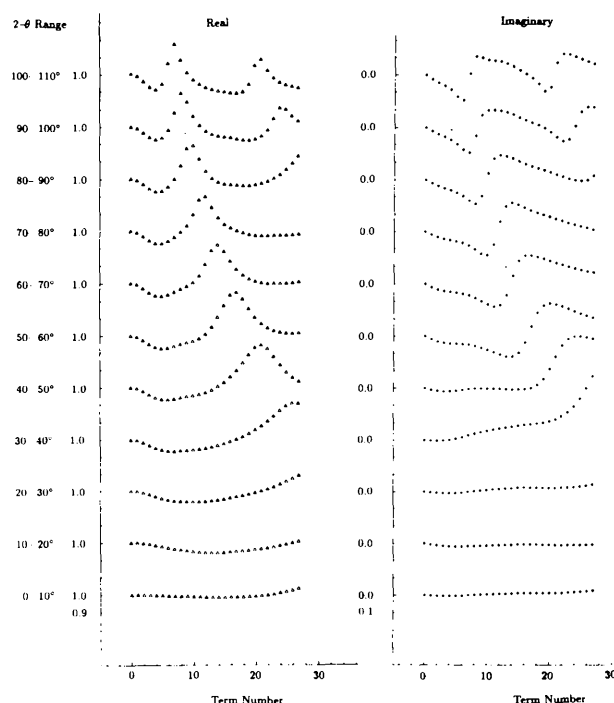 2-θ Range Real Imaginary
100- 110° 1.0 0.0
90 100° 1.0 0.0
80– 90° 1.0 0.0
70 80° 1.0 0.0
60 70° 1.0 0.0
50 60° 1.0 0.0
40 50° 1.0 0.0
30 40° 1.0 0.0
20 30° 1.0 0.0
10 20° 1.0 0.0
0 10° 1.0 0.0
0.9 0.1
0 10 20 30 0 10 20 30
Term Number Term Number